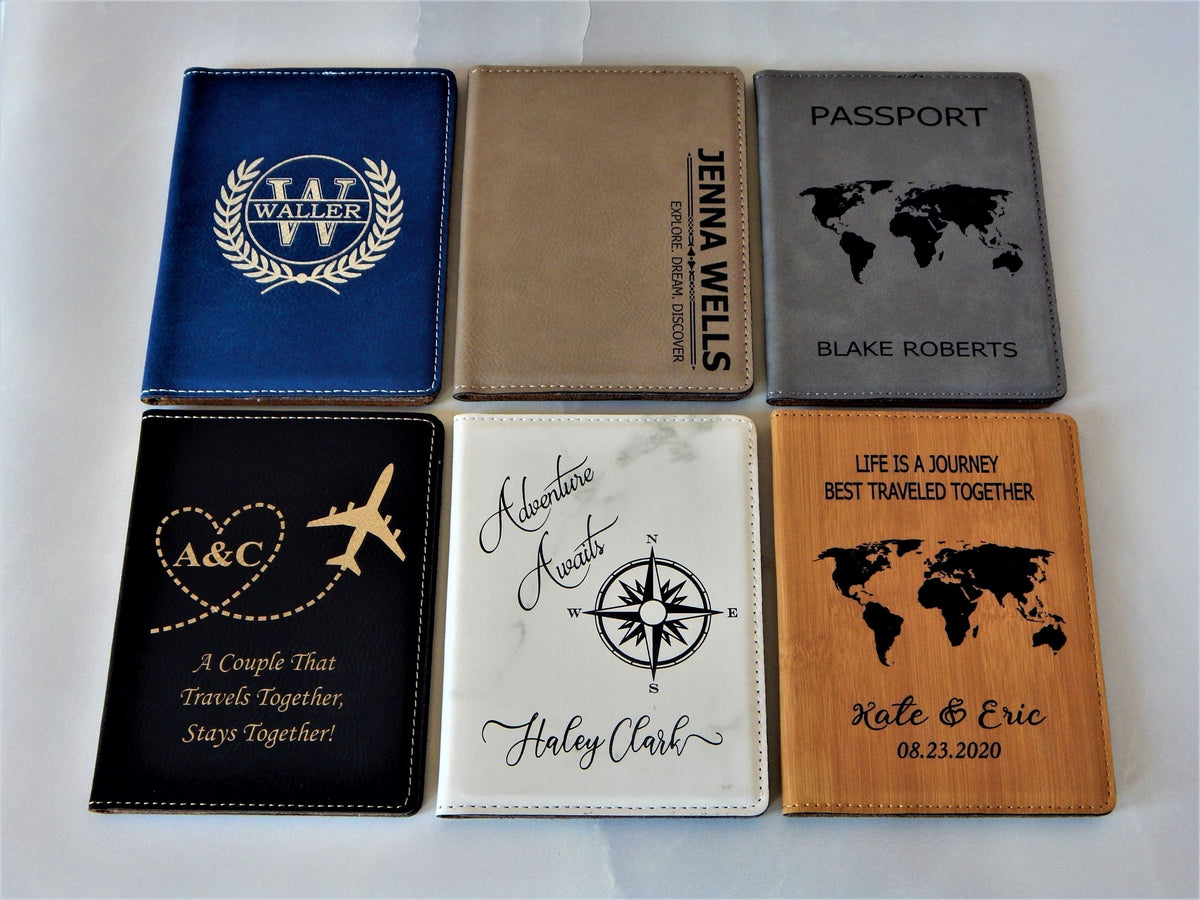 W
WALLER
JENNA WELLS
EXPLORE. DREAM. DISCOVER
PASSPORT
BLAKE ROBERTS
A&C
A Couple That
Travels Together,
Stays Together!
Adventure
Awaits
N
W
E
S
Haley Clark
LIFE IS A JOURNEY
BEST TRAVELED TOGETHER
Kate & Eric
08.23.2020